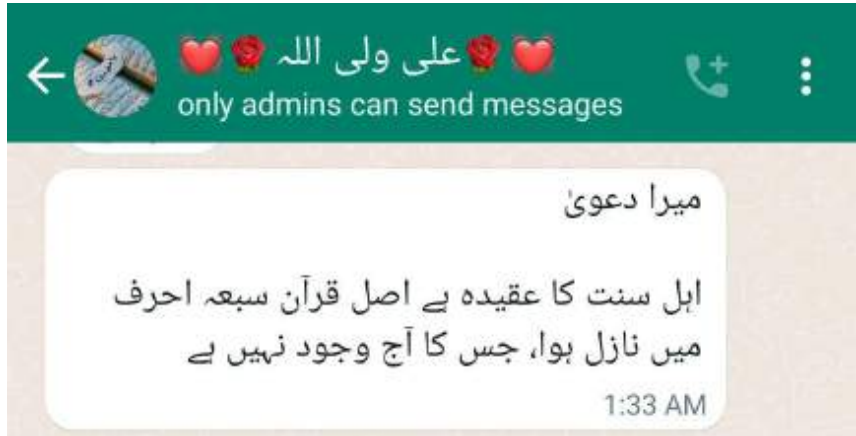 علی ولی اللہ
only admins can send messages
میرا دعویٰ
اہل سنت کا عقیدہ ہے اصل قرآن سبعہ احرف
میں نازل ہوا، جس کا آج وجود نہیں ہے
1:33 AM